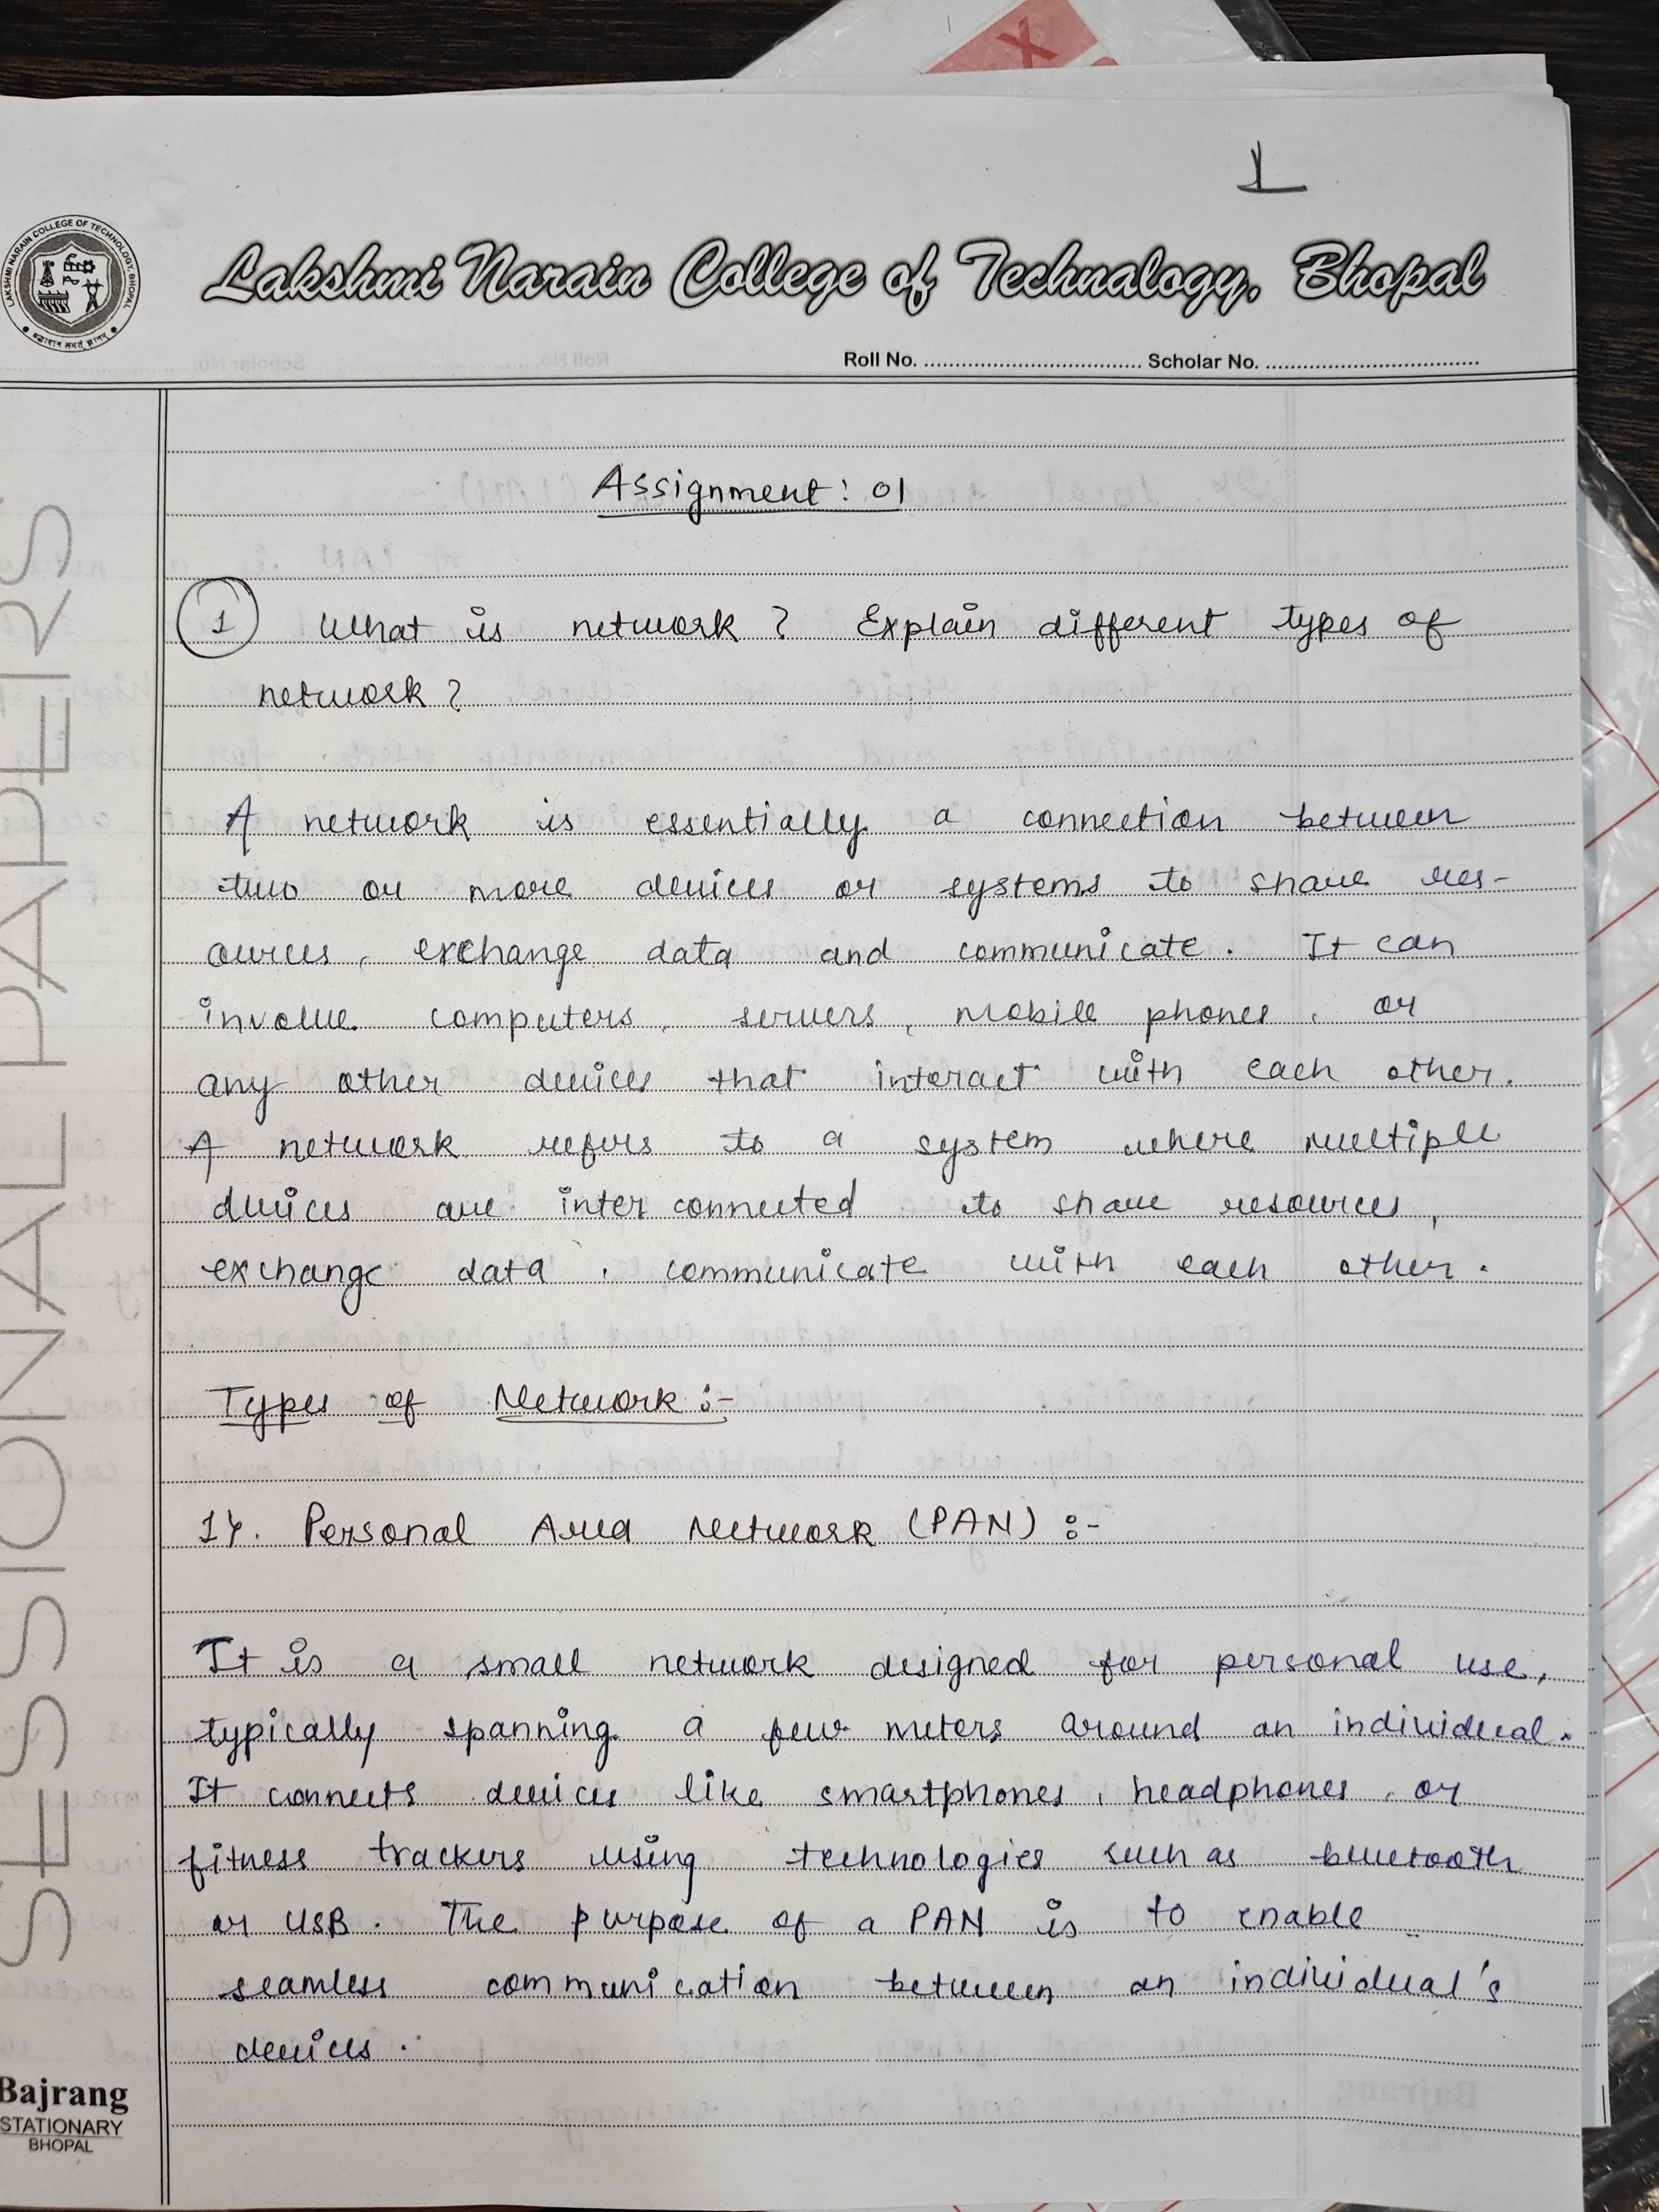 1
LAKSHMI NARAIN COLLEGE OF TECHNOLOGY, BHOPAL
Lakshmi Narain College of Technalogy, Bhopal
Roll No. .................................... Scholar No. ....................................
SESSIONAL PAPERS
Assignment: 01
1 What is network? Explain different types of
network?
A network is essentially a connection between
two or more devices or systems to share res-
ources, exchange data and communicate. It can
involve computers, servers, mobile phones, or
any other devices that interact with each other.
A network refers to a system where multiple
devices are inter connected to share resources,
exchange data, communicate with each other.
Types of Network :-
1). Personal Area Network (PAN) :-
It is a small network designed for personal use,
typically spanning a few meters around an individual.
It connects devices like smartphones, headphones, or
fitness trackers using technologies such as bluetooth
or USB. The purpose of a PAN is to enable
seamless communication between an individual's
devices.
Bajrang
STATIONARY
BHOPAL